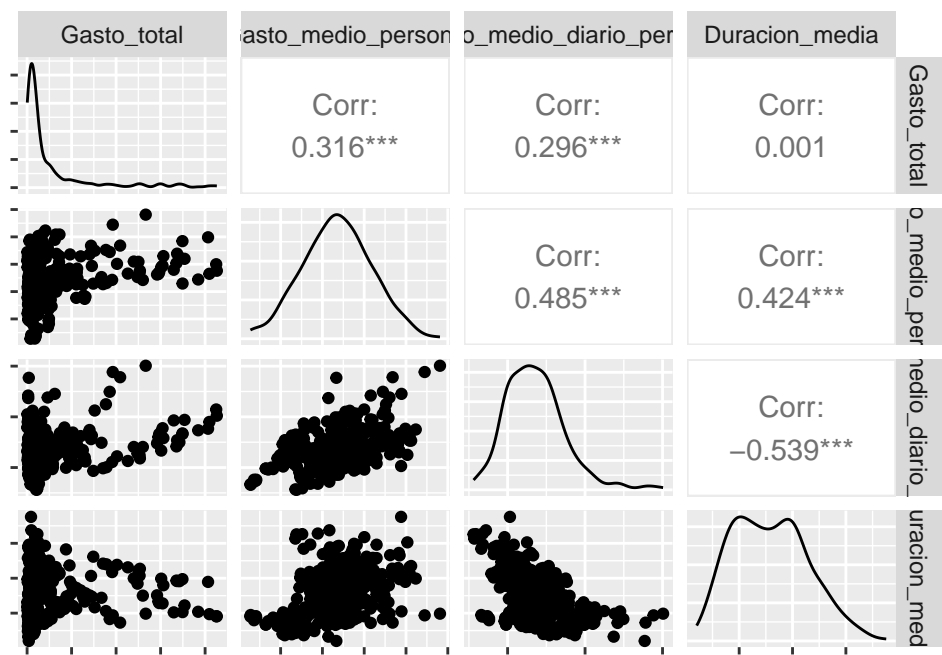 Gasto_total
asto_medio_person
o_medio_diario_per
Duracion_media
Corr:
0.316***
Corr:
0.296***
Corr:
0.001
Gasto_total
Corr:
0.485***
Corr:
0.424***
o_medio_per
Corr:
−0.539***
nedio_diario_
uracion_med